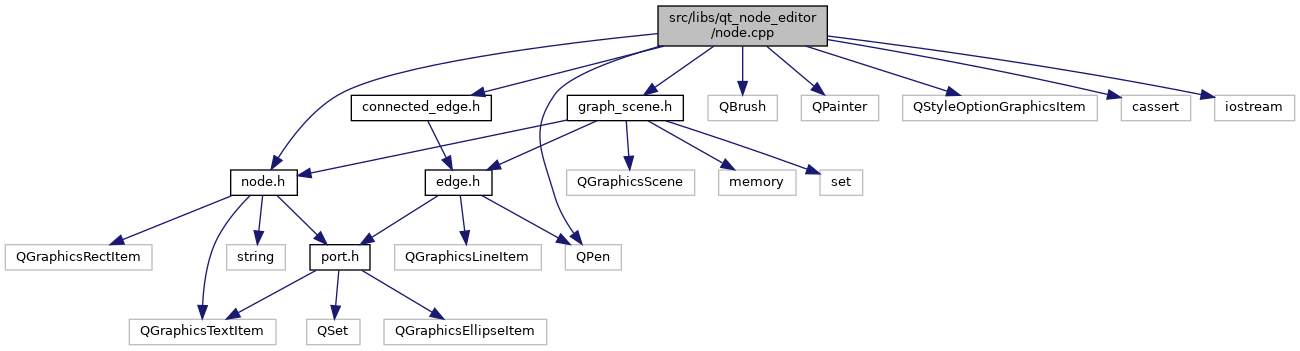 src/libs/qt_node_editor
/node.cpp
connected_edge.h
graph_scene.h
QBrush
QPainter
QStyleOptionGraphicsItem
cassert
iostream
node.h
edge.h
QGraphicsScene
memory
set
QGraphicsRectItem
string
port.h
QGraphicsLineItem
QPen
QGraphicsTextItem
QSet
QGraphicsEllipseItem